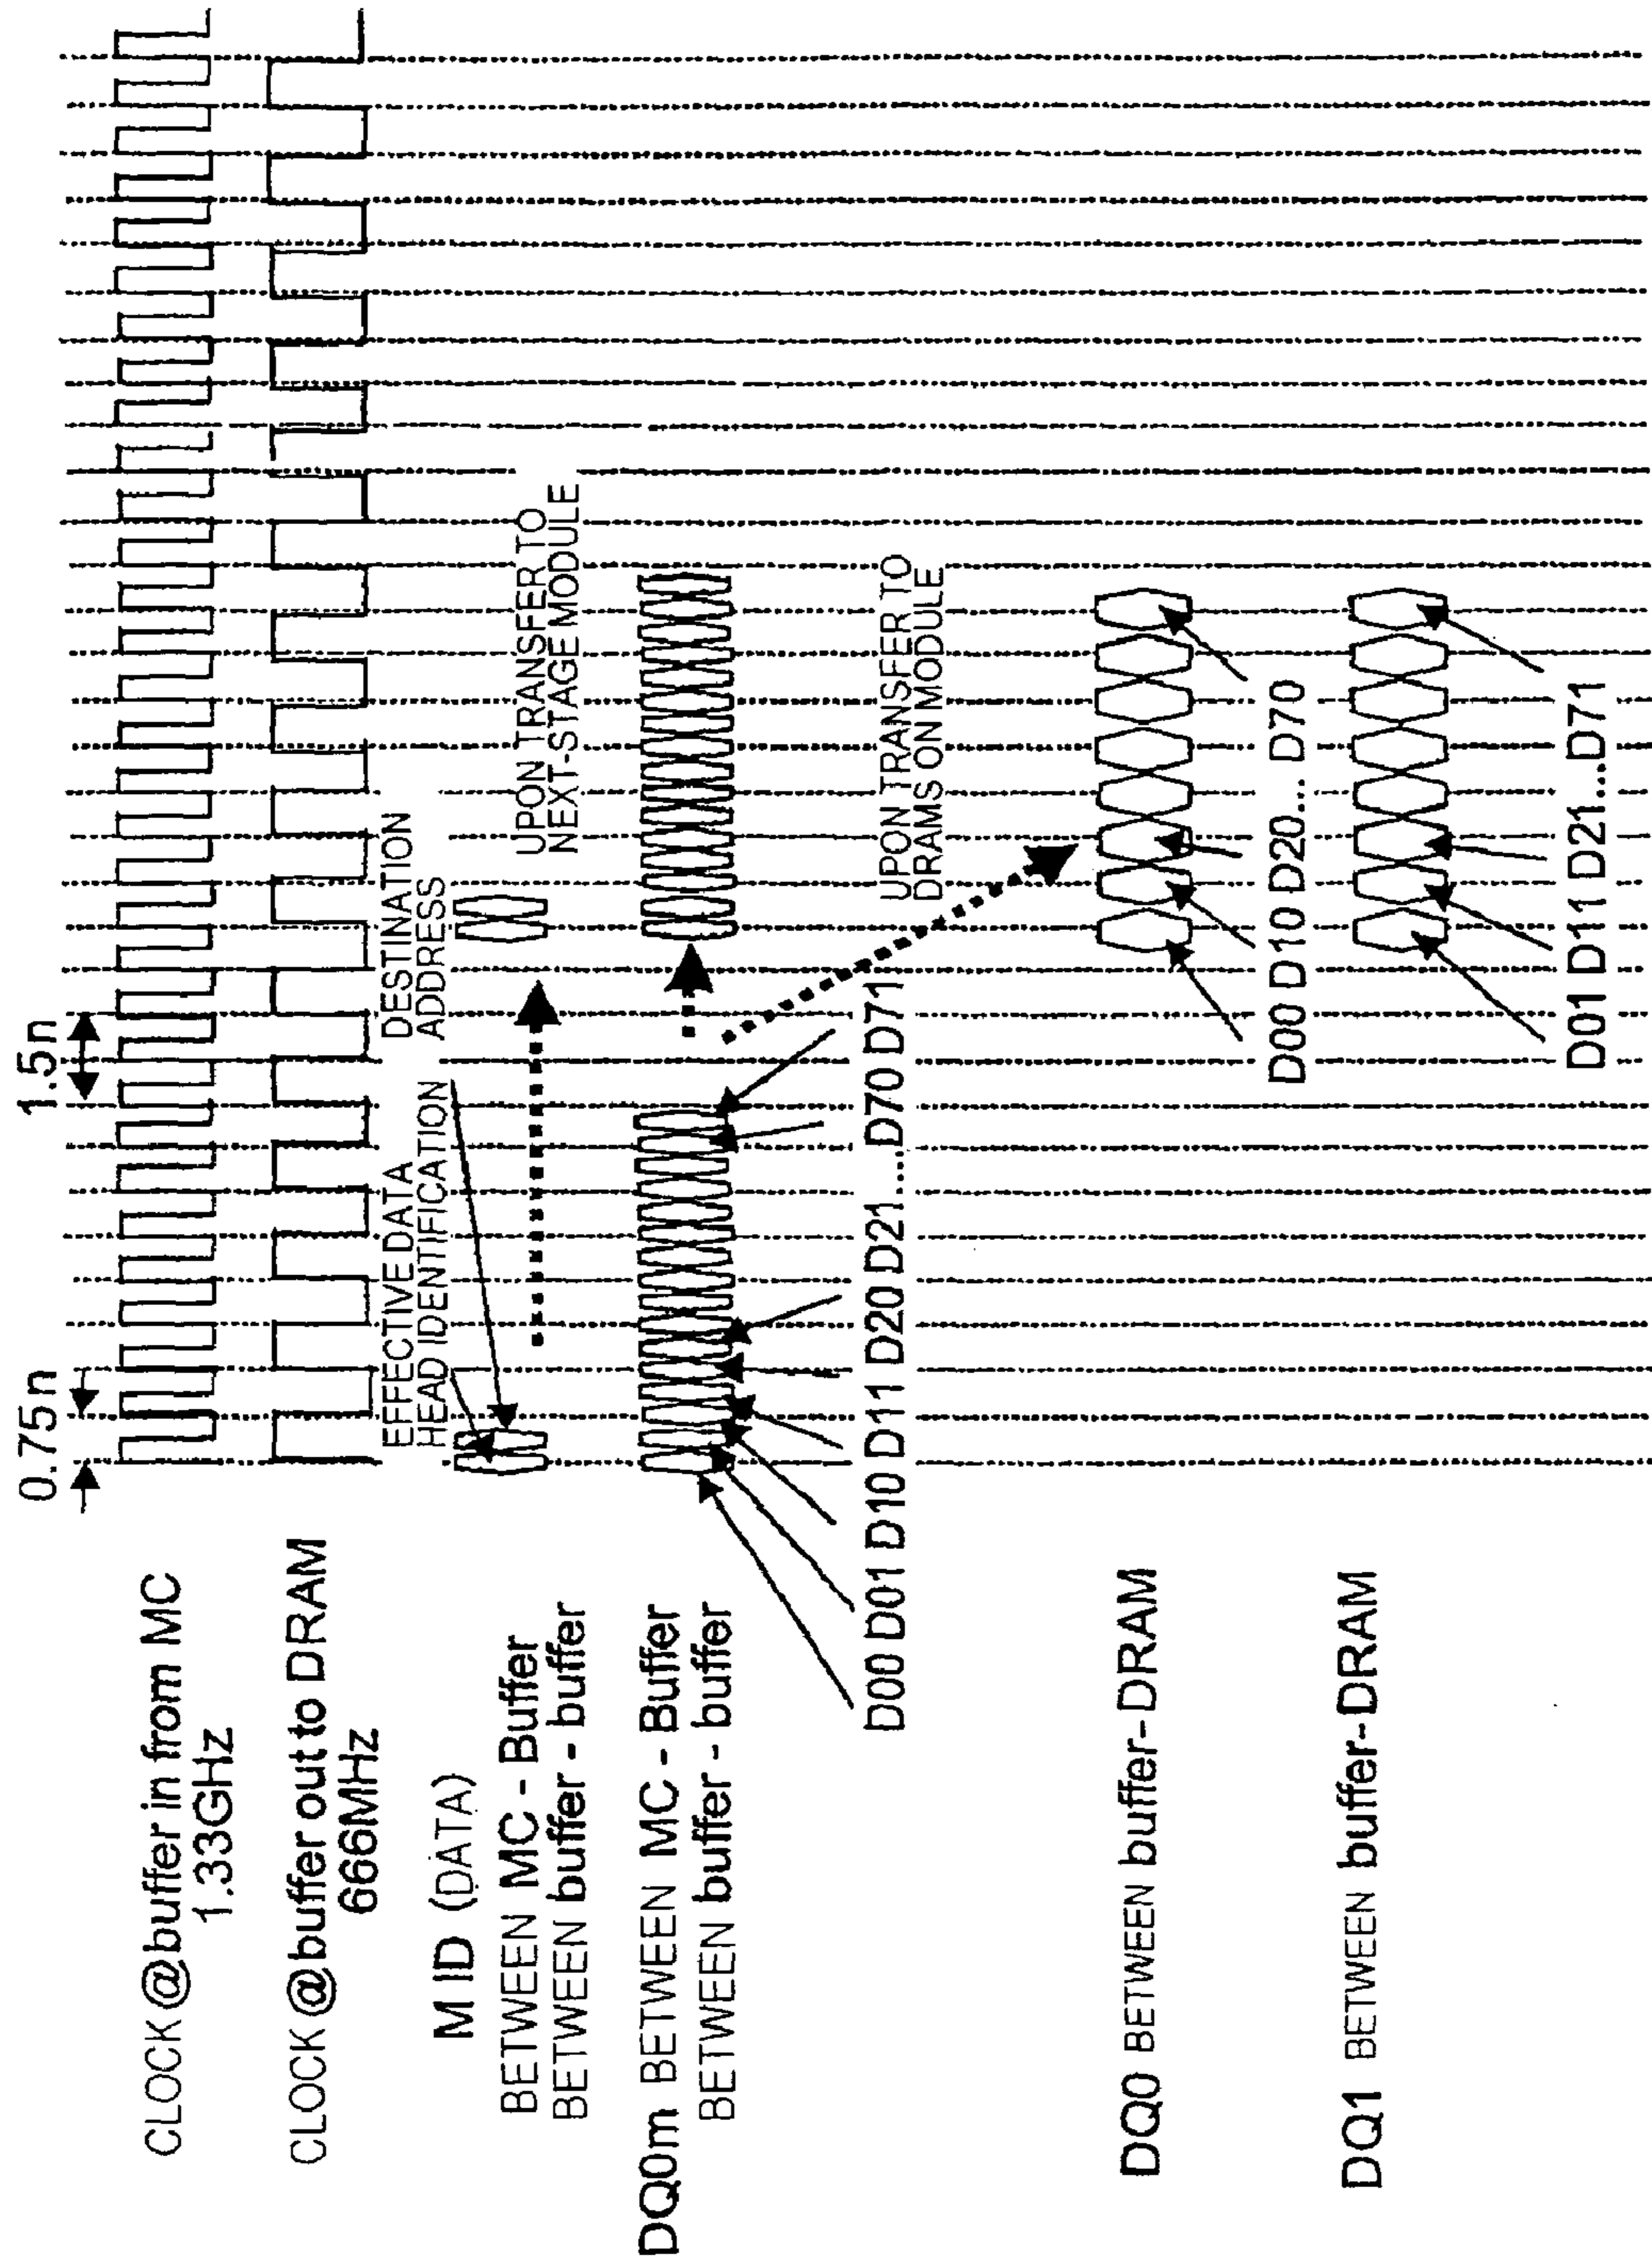 0.75n
1.5n
CLOCK @buffer in from MC
1.33GHz
CLOCK @buffer out to DRAM
666MHz
M ID (DATA)
BETWEEN MC - Buffer
BETWEEN buffer - buffer
EFFECTIVE DATA
HEAD IDENTIFICATION
DESTINATION
ADDRESS
UPON TRANSFER TO
NEXT-STAGE MODULE
DQ0m BETWEEN MC - Buffer
BETWEEN buffer - buffer
D00 D01 D10 D11 D20 D21....D70 D71
UPON TRANSFER TO
DRAMS ON MODULE
DQ0 BETWEEN buffer-DRAM
D00 D10 D20... D70
DQ1 BETWEEN buffer-DRAM
D01 D11 D21...D71